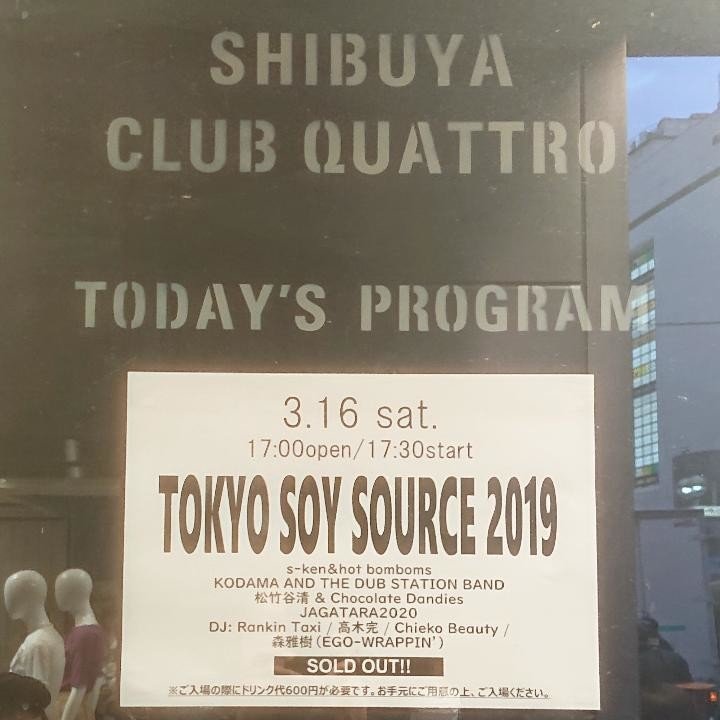 SHIBUYA
CLUB QUATTRO
TODAY'S PROGRAM
3.16 sat.
17:00open/17:30start
TOKYO SOY SOURCE 2019
s-ken&hot bomboms
KODAMA AND THE DUB STATION BAND
松竹谷清 & Chocolate Dandies
JAGATARA2020
DJ: Rankin Taxi / 高木完 / Chieko Beauty /
森雅樹(EGO-WRAPPIN')
SOLD OUT!!
※ご入場の際にドリンク代600円が必要です。お手元にご用意の上、ご入場ください。